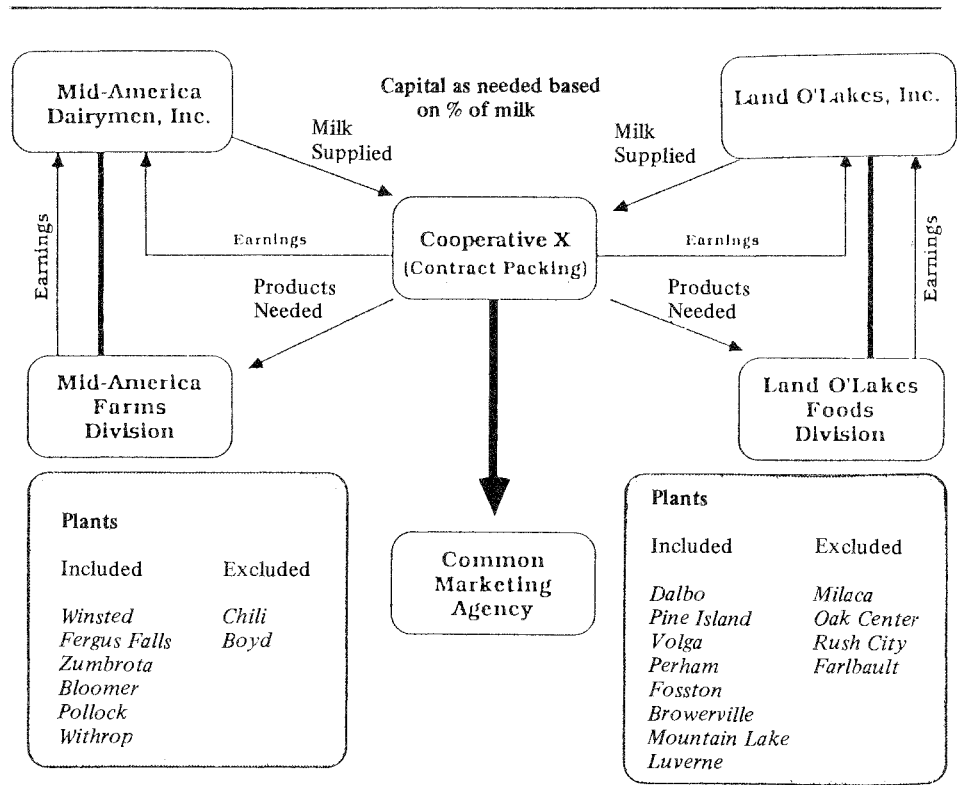 Mid-America
Dairymen, Inc.
Capital as needed based
on % of milk
Land O'Lakes, Inc.
Milk
Supplied
Milk
Supplied
Earnings
Earnings
Cooperative X
(Contract Packing)
Earnings
Earnings
Products
Needed
Products
Needed
Mid-America
Farms
Division
Land O'Lakes
Foods
Division
Plants
Included Excluded
Winsted Chili
Fergus Falls Boyd
Zumbrota
Bloomer
Pollock
Withrop
Common
Marketing
Agency
Plants
Included Excluded
Dalbo Milaca
Pine Island Oak Center
Volga Rush City
Perham Farlbault
Fosston
Browerville
Mountain Lake
Luverne